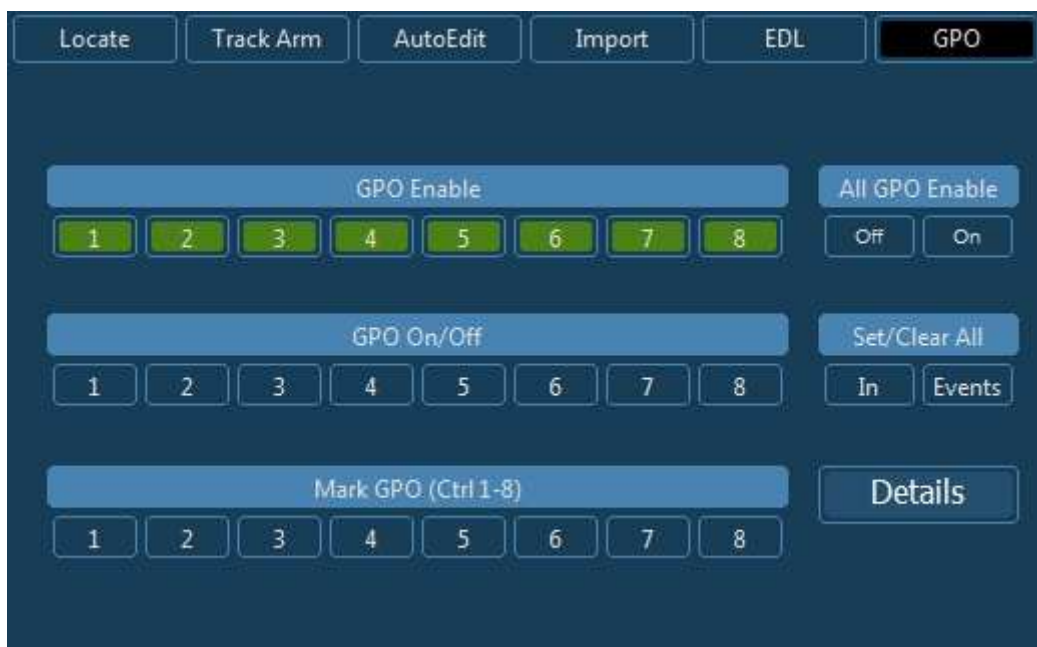 Locate Track Arm AutoEdit Import EDL GPO
GPO Enable All GPO Enable
1 2 3 4 5 6 7 8 Off On
GPO On/Off Set/Clear All
1 2 3 4 5 6 7 8 In Events
Mark GPO (Ctrl 1-8) Details
1 2 3 4 5 6 7 8